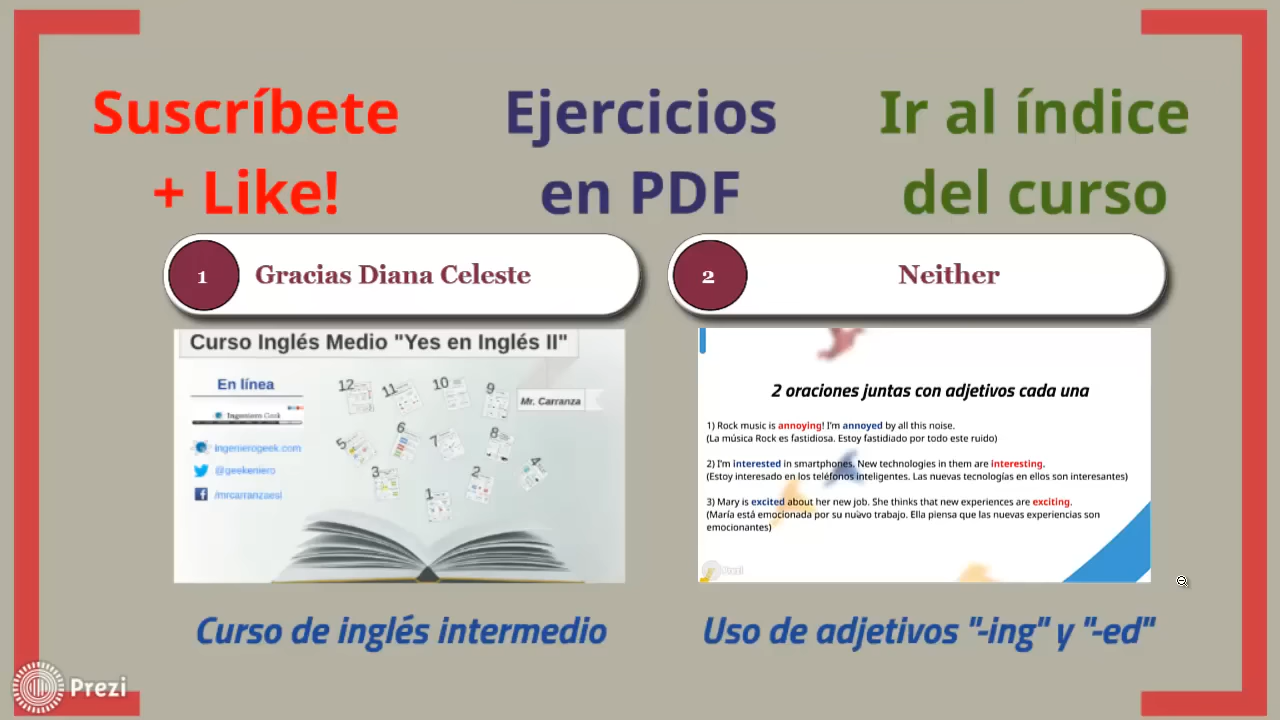 Suscríbete
+ Like!
Ejercicios
en PDF
Ir al índice
del curso
1
Gracias Diana Celeste
2
Neither
Curso Inglés Medio "Yes en Inglés II"
En línea
Ingeniero Geek
ingenierogeek.com
@geekeniero
/mrcarranzaesl
12
11
10
9
Mr. Carranza
5
6
7
8
3
2
4
1
2 oraciones juntas con adjetivos cada una
1) Rock music is annoying! I'm annoyed by all this noise.
(La música Rock es fastidiosa. Estoy fastidiado por todo este ruido)
2) I'm interested in smartphones. New technologies in them are interesting.
(Estoy interesado en los teléfonos inteligentes. Las nuevas tecnologías en ellos son interesantes)
3) Mary is excited about her new job. She thinks that new experiences are exciting.
(María está emocionada por su nuevo trabajo. Ella piensa que las nuevas experiencias son
emocionantes)
Prezi
Curso de inglés intermedio
Uso de adjetivos "-ing" y "-ed"
Prezi